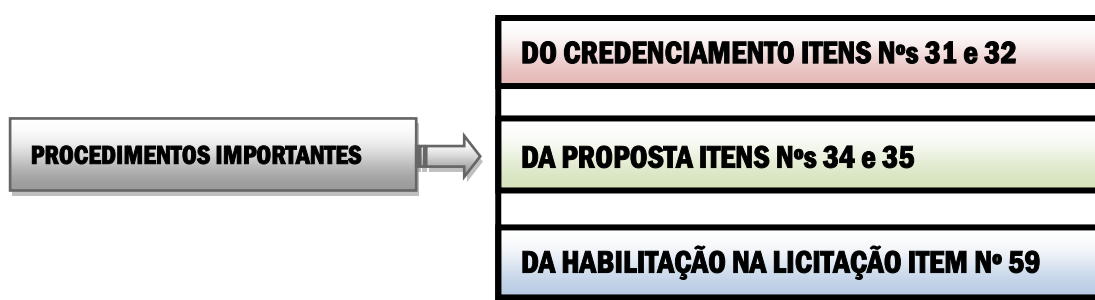 PROCEDIMENTOS IMPORTANTES
DO CREDENCIAMENTO ITENS Nºs 31 e 32
DA PROPOSTA ITENS Nºs 34 e 35
DA HABILITAÇÃO NA LICITAÇÃO ITEM Nº 59